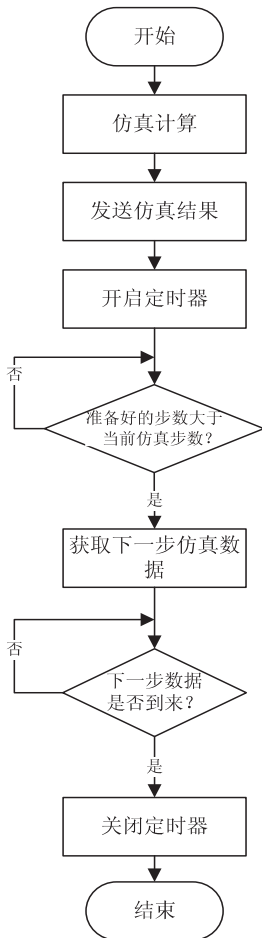 开始
仿真计算
发送仿真结果
开启定时器
否
准备好的步数大于
当前仿真步数?
是
获取下一步仿真数
据
否
下一步数据
是否到来?
是
关闭定时器
结束